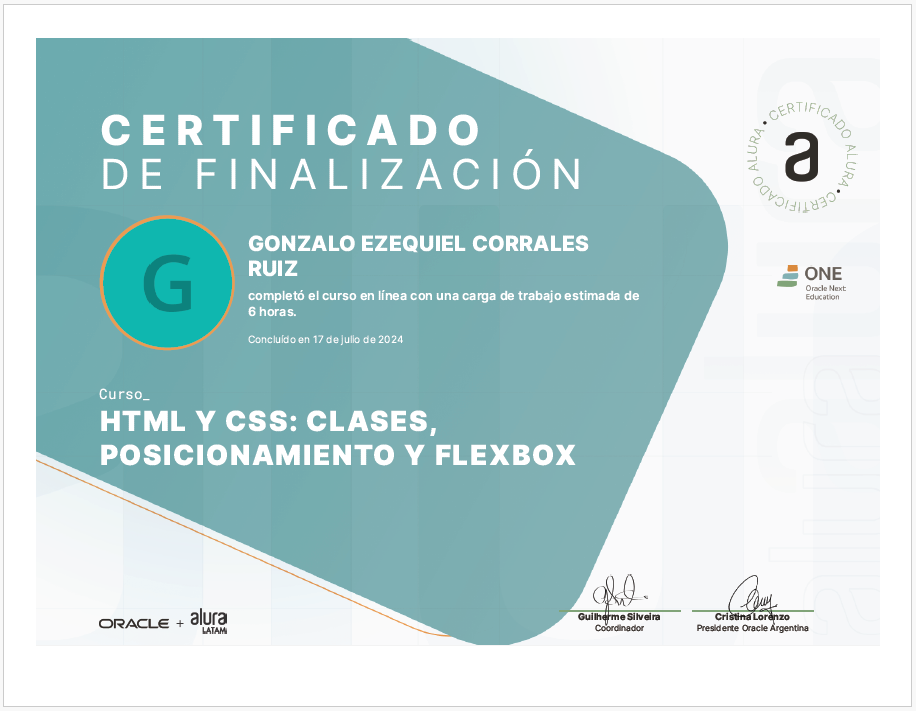 CERTIFICADO
DE FINALIZACIÓN
CERTIFICADO ALURA • CERTIFICADO ALURA •
a
G
GONZALO EZEQUIEL CORRALES
RUIZ
completó el curso en línea con una carga de trabajo estimada de
6 horas.
Concluído en 17 de julio de 2024
ONE
Oracle Next
Education
Curso_
HTML Y CSS: CLASES,
POSICIONAMIENTO Y FLEXBOX
ORACLE + alura
LATAM
Guilherme Silveira
Coordinador
Cristina Lorenzo
Presidente Oracle Argentina
alura